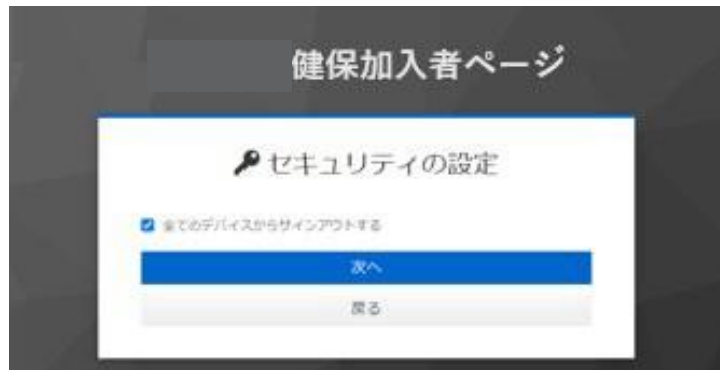 健保加入者ページ
セキュリティの設定
全てのデバイスからサインアウトする
次へ
戻る